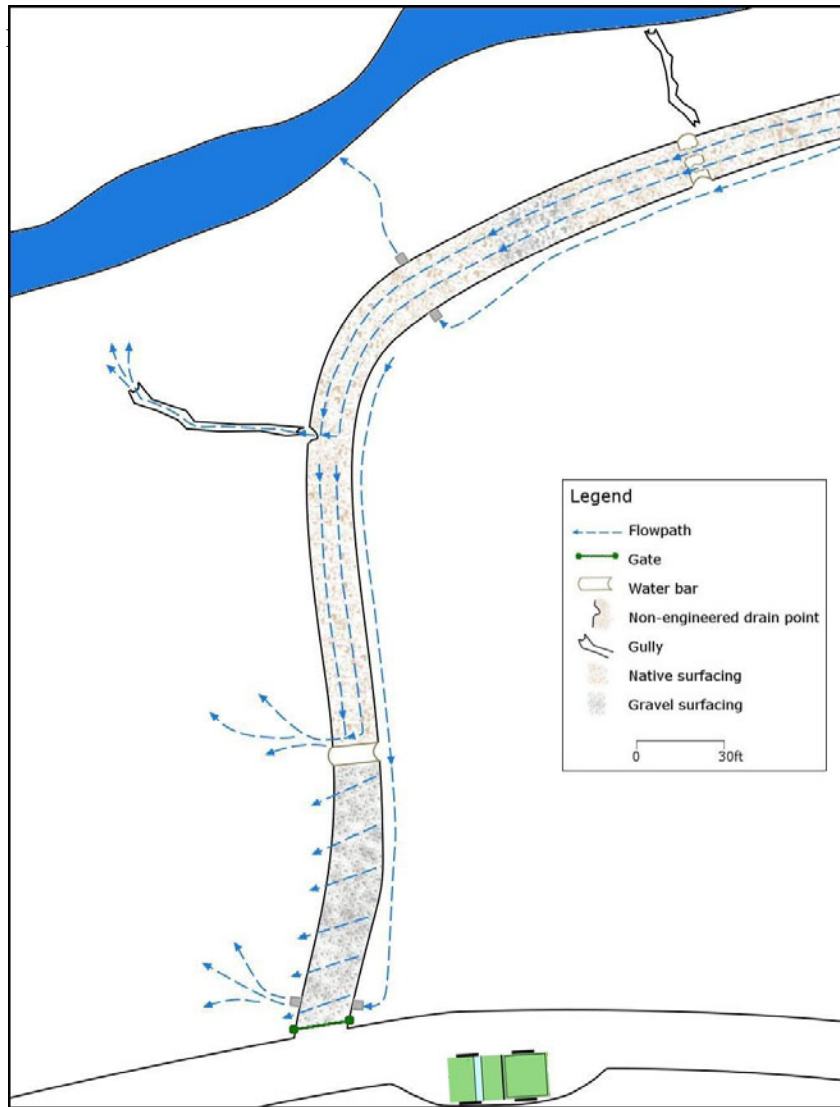 Legend
Flowpath
Gate
Water bar
Non-engineered drain point
Gully
Native surfacing
Gravel surfacing
0 30ft